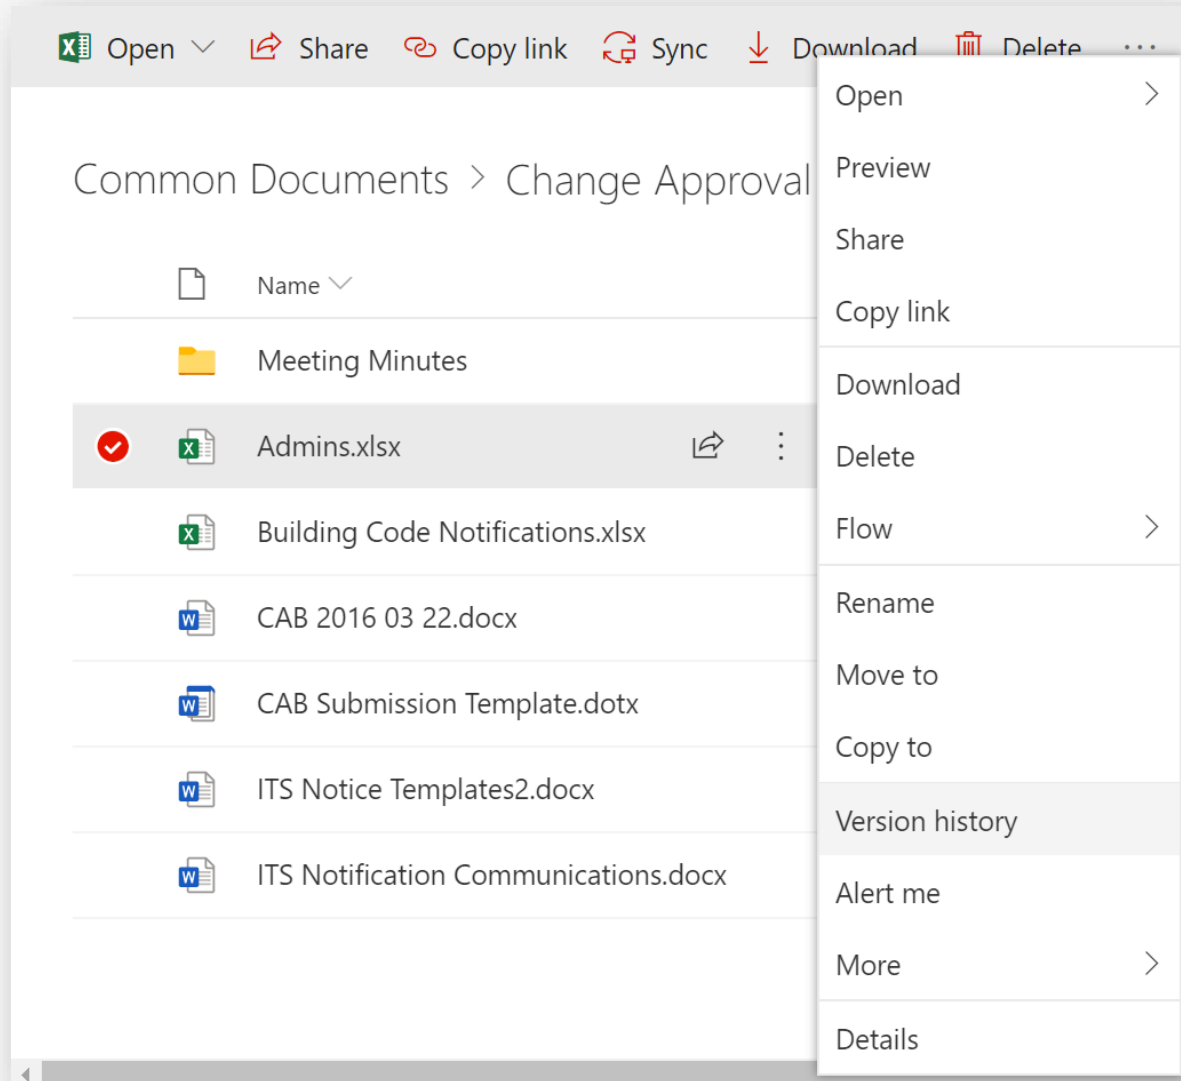 Open Share Copy link Sync Download Delete ...
Common Documents > Change Approval
Name
Meeting Minutes
Admins.xlsx
Building Code Notifications.xlsx
CAB 2016 03 22.docx
CAB Submission Template.dotx
ITS Notice Templates2.docx
ITS Notification Communications.docx
Open
Preview
Share
Copy link
Download
Delete
Flow
Rename
Move to
Copy to
Version history
Alert me
More
Details